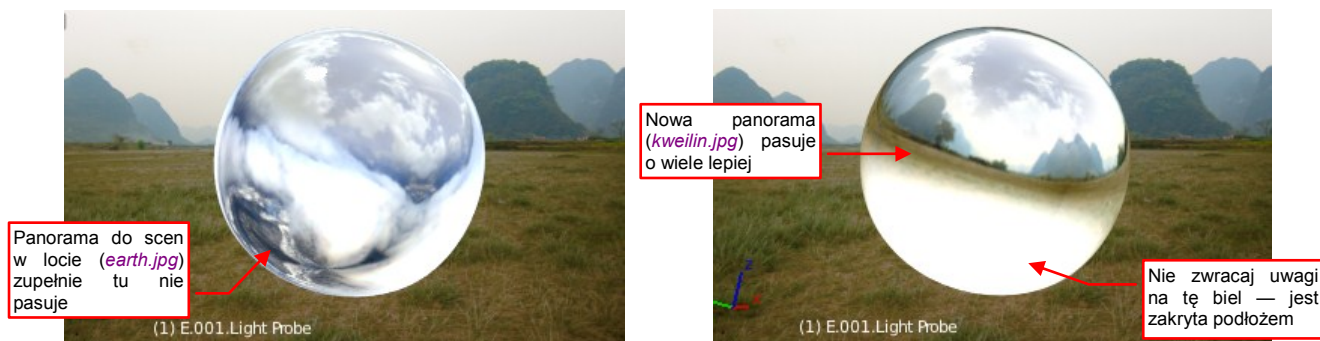 Panorama do scen
w locie (earth.jpg)
zupełnie tu nie
pasuje
(1) E.001.Light Probe
Nowa panorama
(kweilin.jpg) pasuje
o wiele lepiej
Nie zwracaj uwagi
na tę biel — jest
zakryta podłożem
(1) E.001.Light Probe